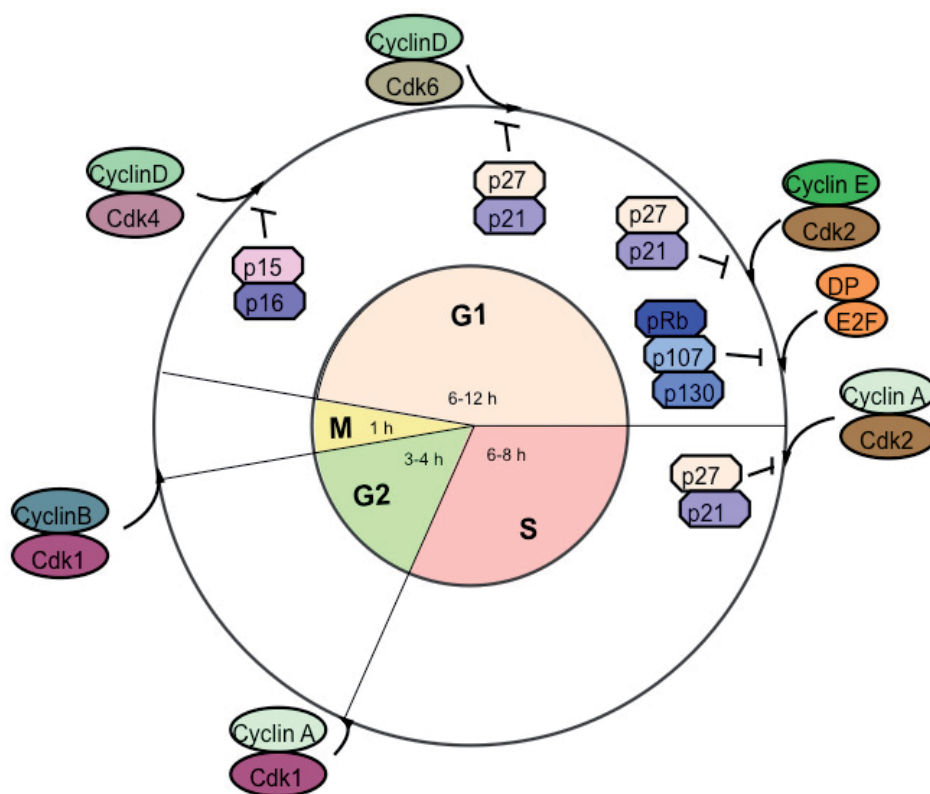 CyclinD
Cdk6
CyclinD
Cdk4
p27
p21
p15
p16
p27
p21
Cyclin E
Cdk2
DP
E2F
pRb
p107
p130
G1
6-12 h
M
1 h
3-4 h
G2
6-8 h
S
Cyclin A
Cdk2
p27
p21
CyclinB
Cdk1
Cyclin A
Cdk1